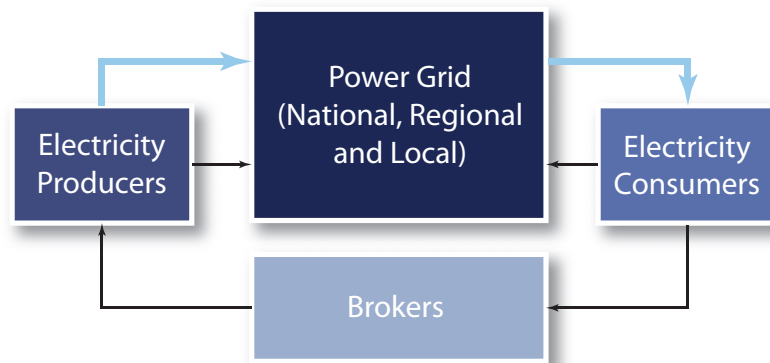 Power Grid
(National, Regional
and Local)
Electricity
Producers
Electricity
Consumers
Brokers